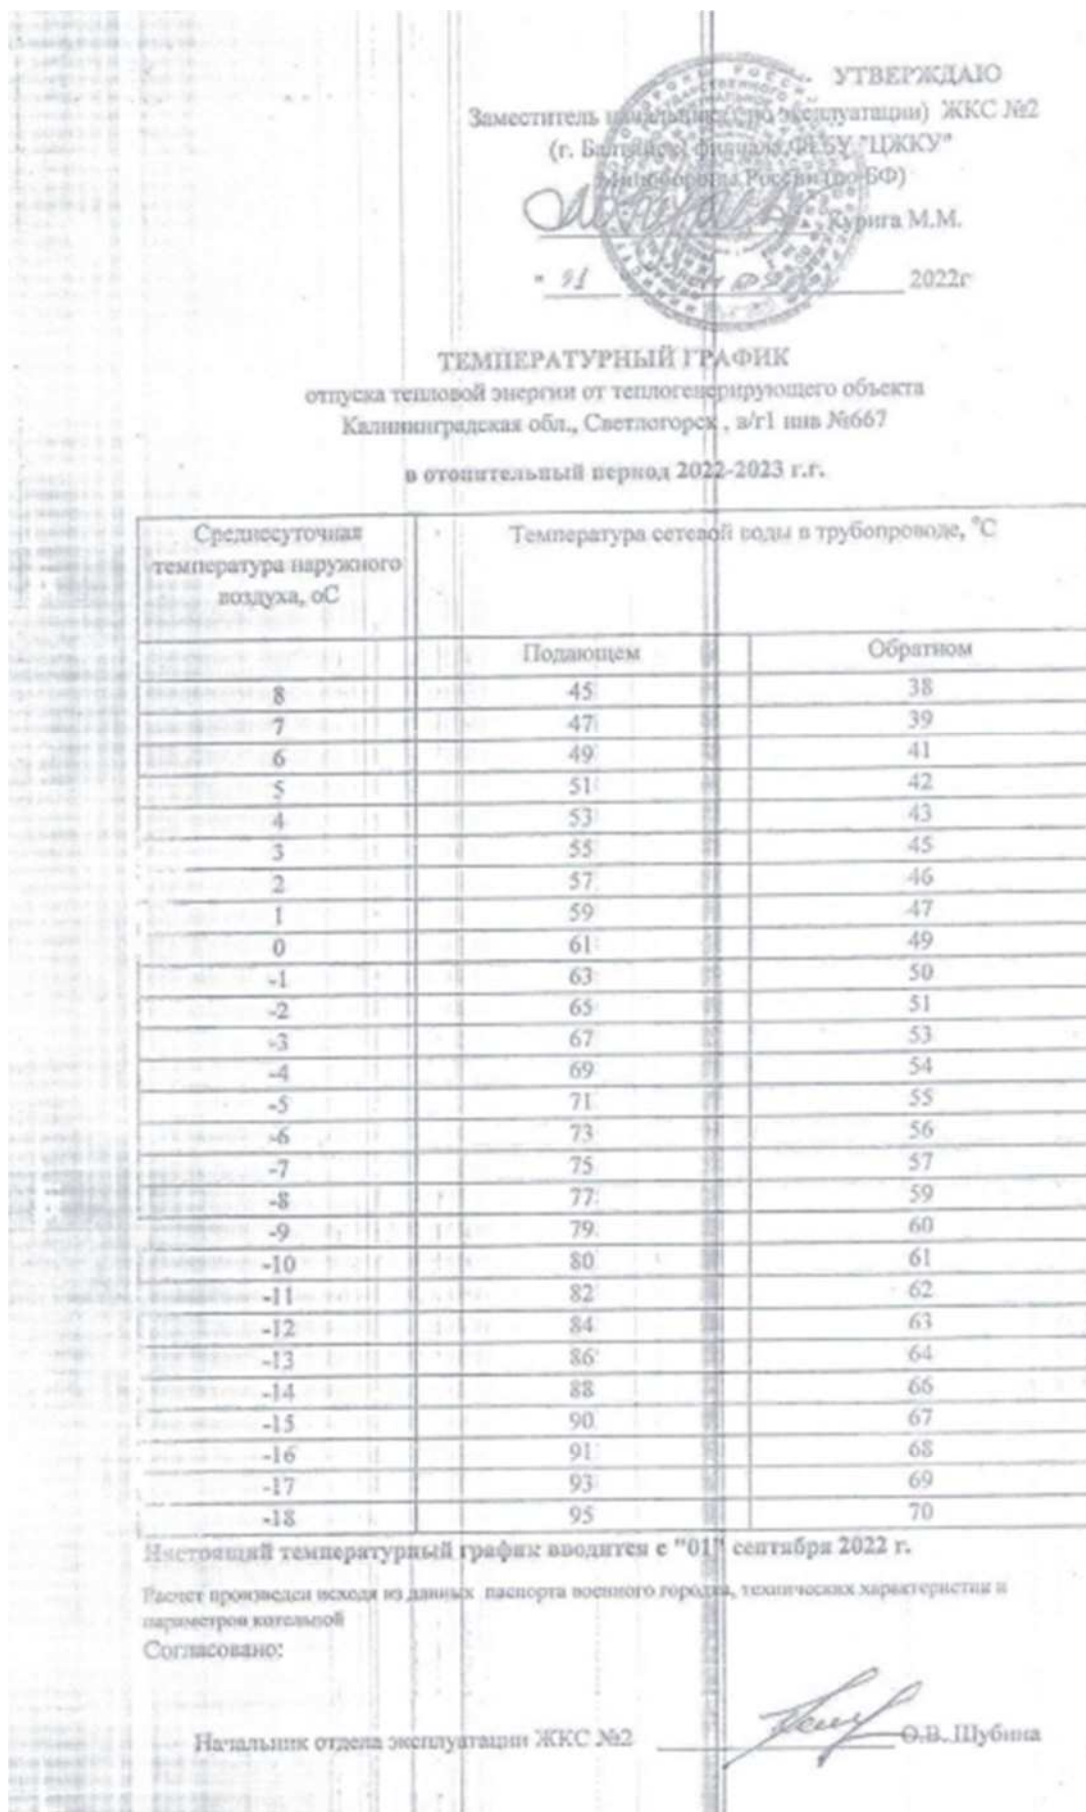 УТВЕРЖДАЮ
Заместитель начальника (по эксплуатации) ЖКС №2
(г. Балтийск) филиала ФГБУ "ЦЖКУ"
Минобороны России (по БФ)
Курига М.М.
2022г
ТЕМПЕРАТУРНЫЙ ГРАФИК
отпуска тепловой энергии от теплогенерирующего объекта
Калининградская обл., Светлогорск , в/г1 инв №667
в отопительный период 2022-2023 г.г.
Среднесуточная температура наружного воздуха, оС Температура сетевой воды в трубопроводе, °С
Подающем Обратном
8 45 38
7 47 39
6 49 41
5 51 42
4 53 43
3 55 45
2 57 46
1 59 47
0 61 49
-1 63 50
-2 65 51
-3 67 53
-4 69 54
-5 71 55
-6 73 56
-7 75 57
-8 77 59
-9 79 60
-10 80 61
-11 82 62
-12 84 63
-13 86 64
-14 88 66
-15 90 67
-16 91 68
-17 93 69
-18 95 70
Настоящий температурный график вводится с "01" сентября 2022 г.
Расчет произведен исходя из данных паспорта военного городка, технических характеристик и
параметров котельной
Согласовано:
Начальник отдела эксплуатации ЖКС №2 О.В. Шубина